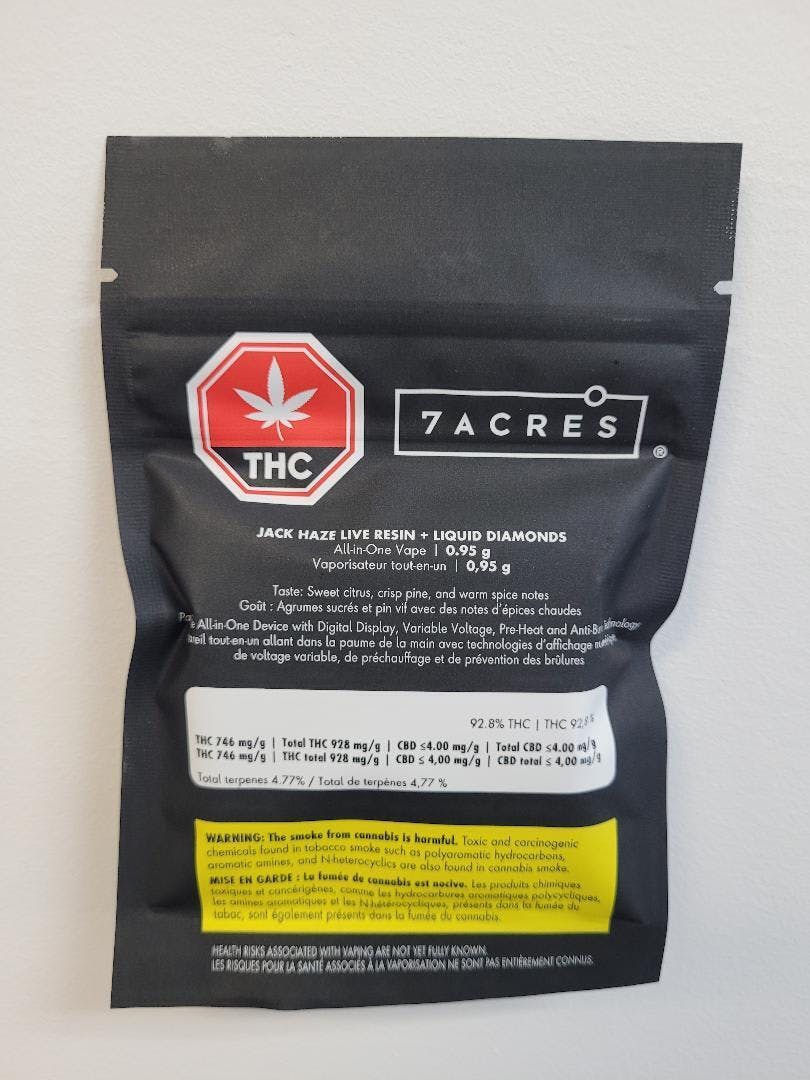 THC
7 ACRES
®
JACK HAZE LIVE RESIN + LIQUID DIAMONDS
All-in-One Vape | 0.95 g
Vaporisateur tout-en-un | 0,95 g
Taste: Sweet citrus, crisp pine, and warm spice notes
Goût : Agrumes sucrés et pin vif avec des notes d'épices chaudes
All-in-One Device with Digital Display, Variable Voltage, Pre-Heat and
tout-en-un allant dans la paume de la main avec technologies d'affichage
de voltage variable, de préchauffage et de prévention des brûlures
92.8% THC | THC 92,8%
THC 746 mg/g | Total THC 928 mg/g | CBD ≤4.00 mg/g | Total CBD ≤4.00 mg/g
THC 746 mg/g | THC total 928 mg/g | CBD ≤ 4,00 mg/g | CBD total ≤ 4,00 mg/g
Total terpenes 4.77% / Total de terpènes 4,77 %
WARNING: The smoke from cannabis is harmful. Toxic and carcinogenic
chemicals found in tobacco smoke such as polyaromatic hydrocarbons,
aromatic amines, and N-heterocyclics are also found in cannabis smoke.
MISE EN GARDE : La fumée de cannabis est nocive. Les produits chimiques
toxiques et cancérigènes, comme les hydrocarbures aromatiques polycycliques,
les amines aromatiques et les N-hétérocycliques, présents dans la fumée du
tabac, sont également présents dans la fumée du cannabis.
HEALTH RISKS ASSOCIATED WITH VAPING ARE NOT YET FULLY KNOWN.
LES RISQUES POUR LA SANTÉ ASSOCIÉS À LA VAPORISATION NE SONT PAS ENTIÈREMENT CONNUS.